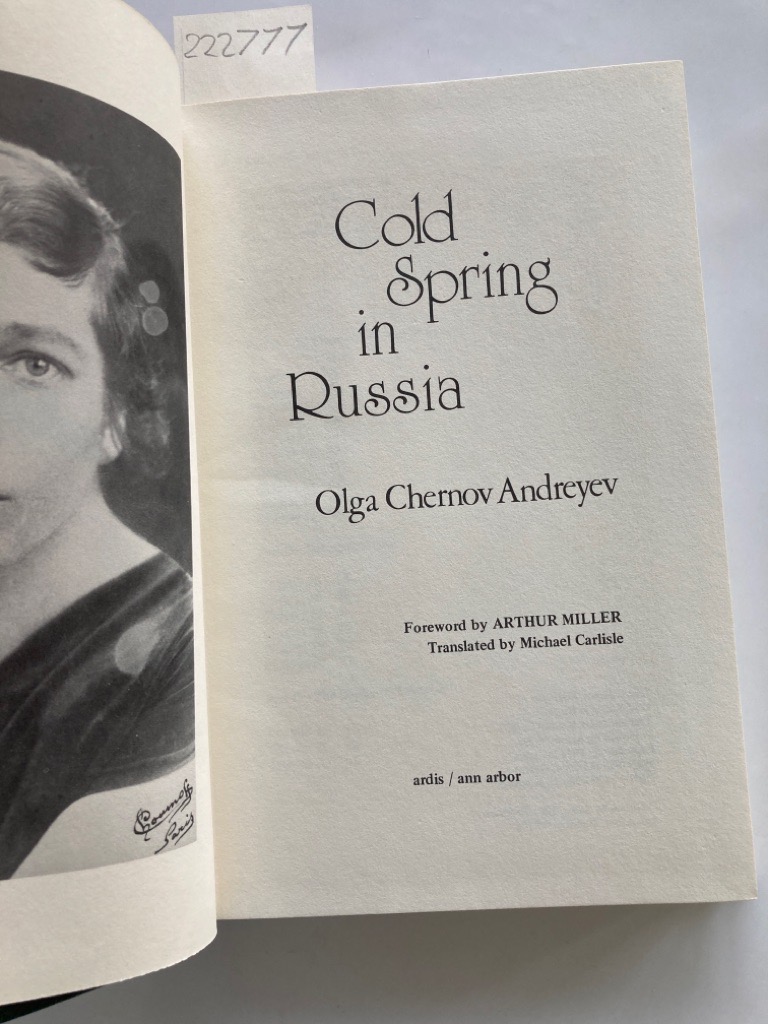 222777
Cold
Spring
in
Russia
Olga Chernov Andreyev
Foreword by ARTHUR MILLER
Translated by Michael Carlisle
ardis / ann arbor
Paris